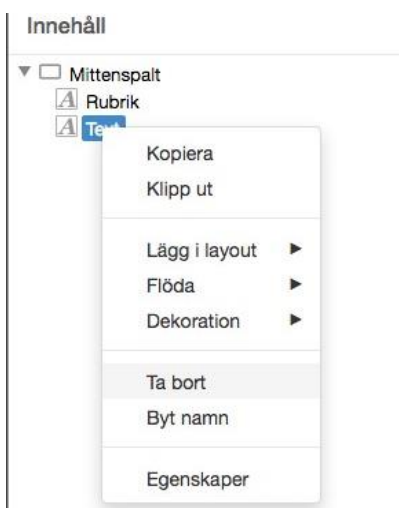 Innehåll
Mittenspalt
Rubrik
Text
Kopiera
Klipp ut
Lägg i layout
Flöda
Dekoration
Ta bort
Byt namn
Egenskaper